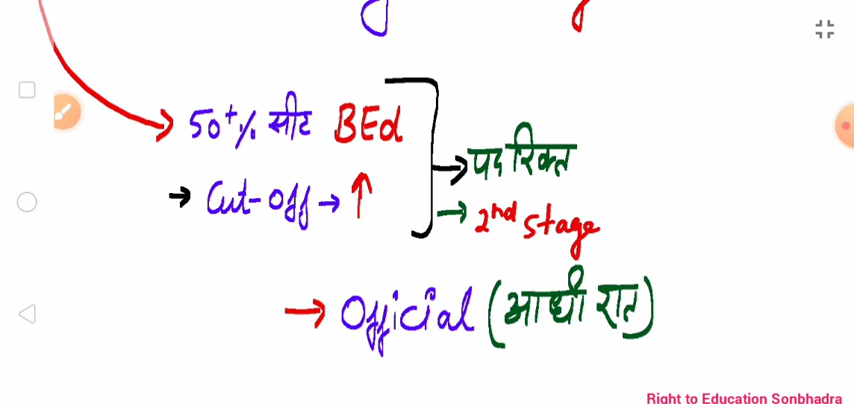 → 50+% सीट BEd
→ पद रिक्त
→ Cut-off → ↑
→ 2nd stage
→ Official (आधी रात)
Right to Education Sonbhadra